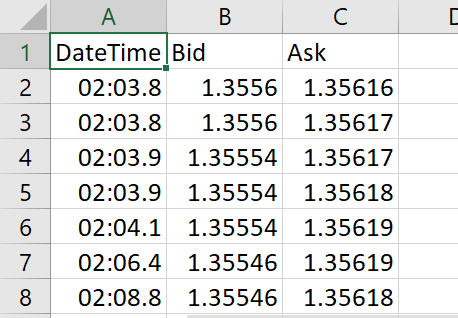 A B C
1 DateTime Bid Ask
2 02:03.8 1.3556 1.35616
3 02:03.8 1.3556 1.35617
4 02:03.9 1.35554 1.35617
5 02:03.9 1.35554 1.35618
6 02:04.1 1.35554 1.35619
7 02:06.4 1.35546 1.35619
8 02:08.8 1.35546 1.35618